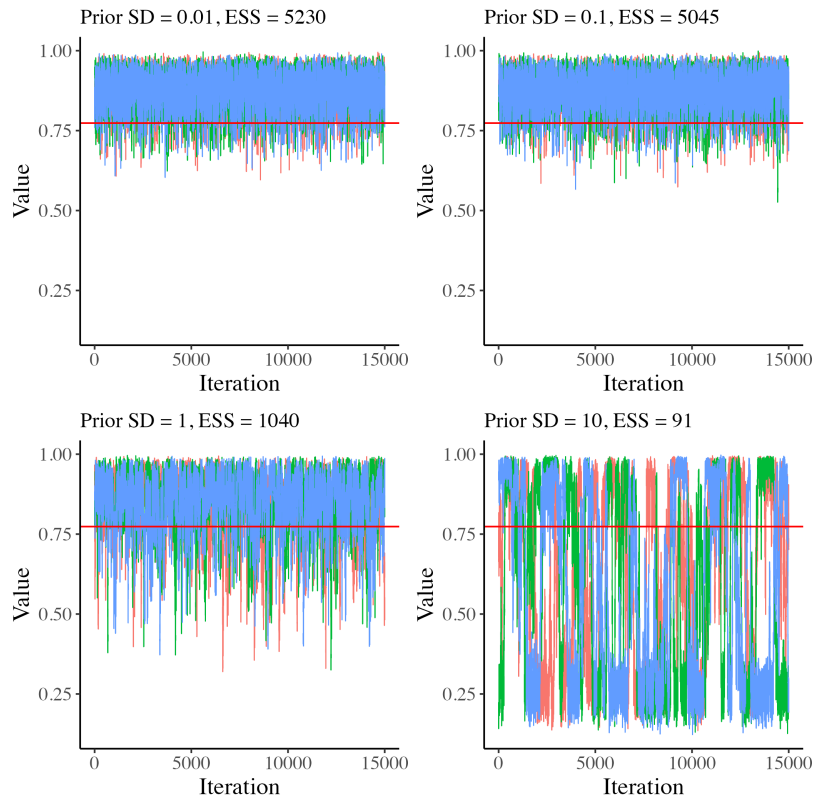 Prior SD = 0.01, ESS = 5230
Prior SD = 0.1, ESS = 5045
1.00
0.75
0.50
0.25
Value
0
5000
10000
15000
Iteration
1.00
0.75
0.50
0.25
Value
0
5000
10000
15000
Iteration
Prior SD = 1, ESS = 1040
Prior SD = 10, ESS = 91
1.00
0.75
0.50
0.25
Value
0
5000
10000
15000
Iteration
1.00
0.75
0.50
0.25
Value
0
5000
10000
15000
Iteration